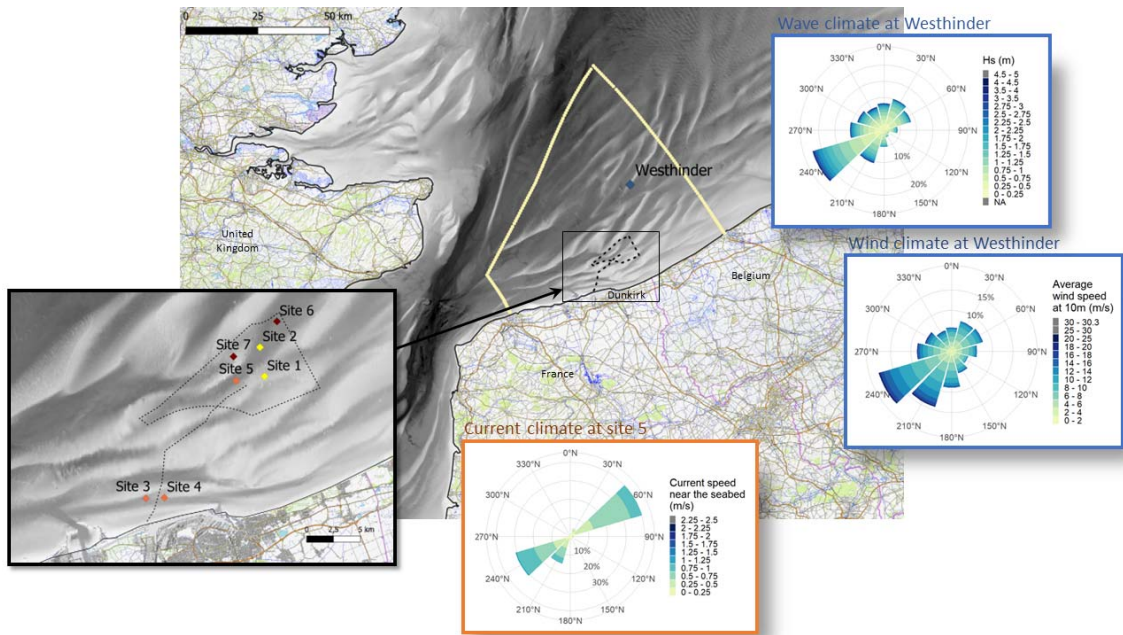 0
25
50 km
Westhinder
United
Kingdom
Dunkirk
Belgium
France
Wave climate at Westhinder
0°N
30°N
60°N
90°N
120°N
150°N
180°N
210°N
240°N
270°N
300°N
330°N
10%
20%
Hs (m)
4.5 - 5
4 - 4.5
3.5 - 4
3 - 3.5
2.75 - 3
2.5 - 2.75
2.25 - 2.5
2 - 2.25
1.75 - 2
1.5 - 1.75
1.25 - 1.5
1 - 1.25
0.75 - 1
0.5 - 0.75
0.25 - 0.5
0 - 0.25
NA
Wind climate at Westhinder
0°N
30°N
60°N
90°N
120°N
150°N
180°N
210°N
240°N
270°N
300°N
330°N
15%
10%
Average
wind speed
at 10m (m/s)
30 - 30.3
25 - 30
20 - 25
18 - 20
16 - 18
14 - 16
12 - 14
10 - 12
8 - 10
6 - 8
4 - 6
2 - 4
0 - 2
Site 6
Site 2
Site 7
Site 5
Site 1
Site 3
Site 4
0
2,5
5 km
Current climate at site 5
0°N
30°N
60°N
90°N
120°N
150°N
180°N
210°N
240°N
270°N
300°N
330°N
10%
20%
30%
Current speed
near the seabed
(m/s)
2.25 - 2.5
2 - 2.25
1.75 - 2
1.5 - 1.75
1.25 - 1.5
1 - 1.25
0.75 - 1
0.5 - 0.75
0.25 - 0.5
0 - 0.25